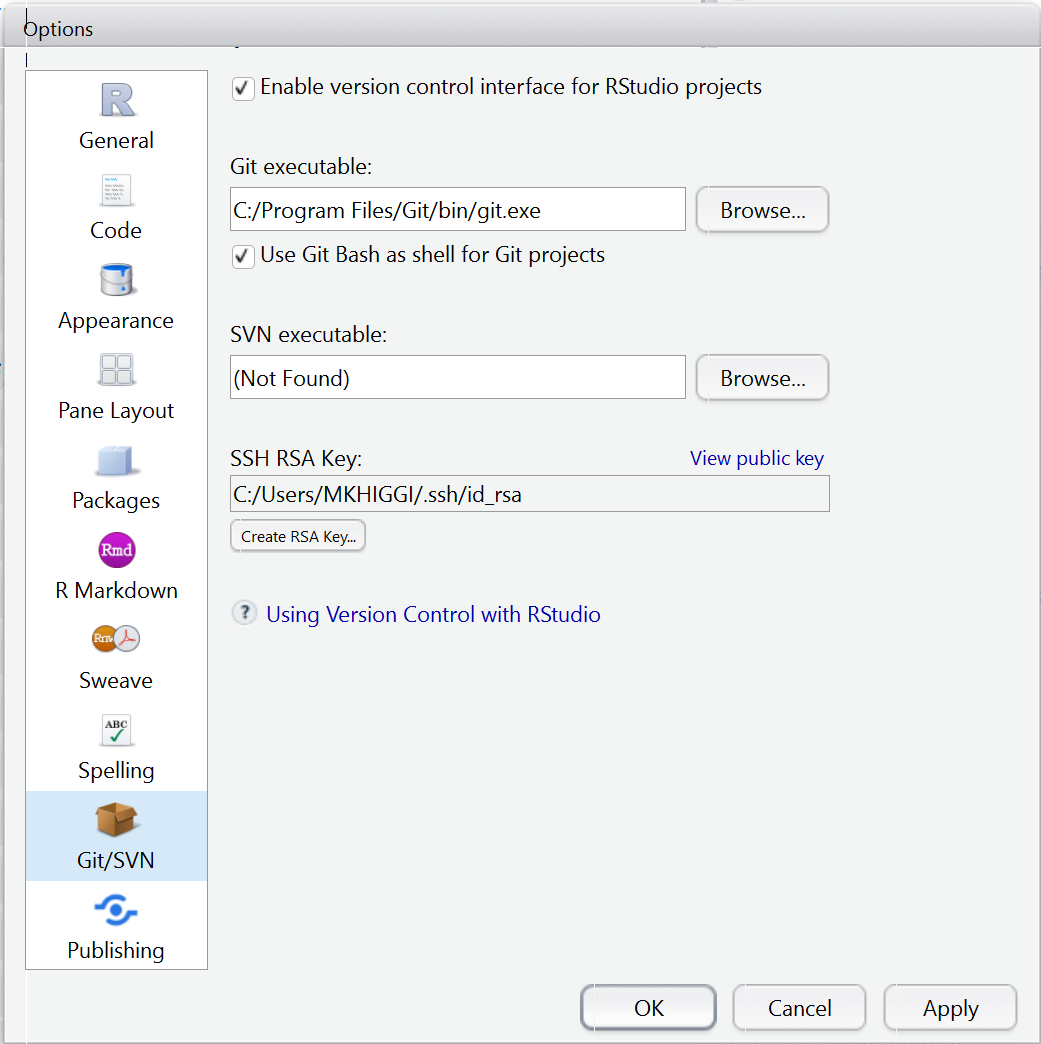 Options
General
Code
Appearance
Pane Layout
Packages
Rmd
R Markdown
Rnw
Sweave
ABC
Spelling
Git/SVN
Publishing
Enable version control interface for RStudio projects
Git executable:
C:/Program Files/Git/bin/git.exe
Browse...
Use Git Bash as shell for Git projects
SVN executable:
(Not Found)
Browse...
SSH RSA Key:
View public key
C:/Users/MKHIGGI/.ssh/id_rsa
Create RSA Key...
? Using Version Control with RStudio
OK
Cancel
Apply